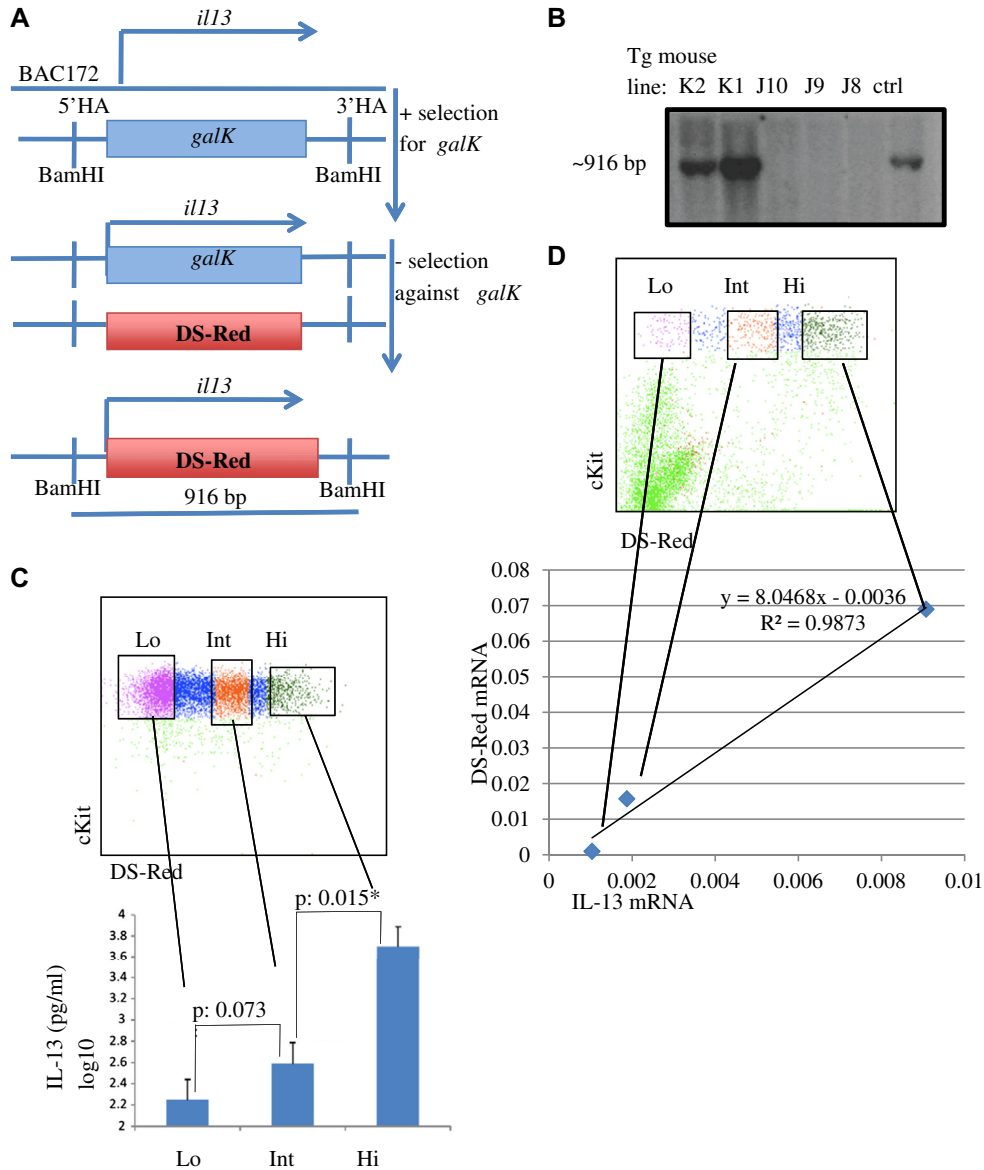 A
il13
BAC172
5'HA
3'HA
galK
BamHI
BamHI
+ selection
for galK
il13
galK
- selection
against galK
DS-Red
il13
DS-Red
BamHI
BamHI
916 bp
B
Tg mouse
line: K2 K1 J10 J9 J8 ctrl
~916 bp
C
Lo
Int
Hi
cKit
DS-Red
p: 0.015*
p: 0.073
:
IL-13 (pg/ml)
log10
4
3.8
3.6
3.4
3.2
3
2.8
2.6
2.4
2.2
2
Lo
Int
Hi
D
Lo
Int
Hi
cKit
DS-Red
y = 8.0468x - 0.0036
R² = 0.9873
DS-Red mRNA
0.08
0.07
0.06
0.05
0.04
0.03
0.02
0.01
0
0
0.002
0.004
0.006
0.008
0.01
IL-13 mRNA